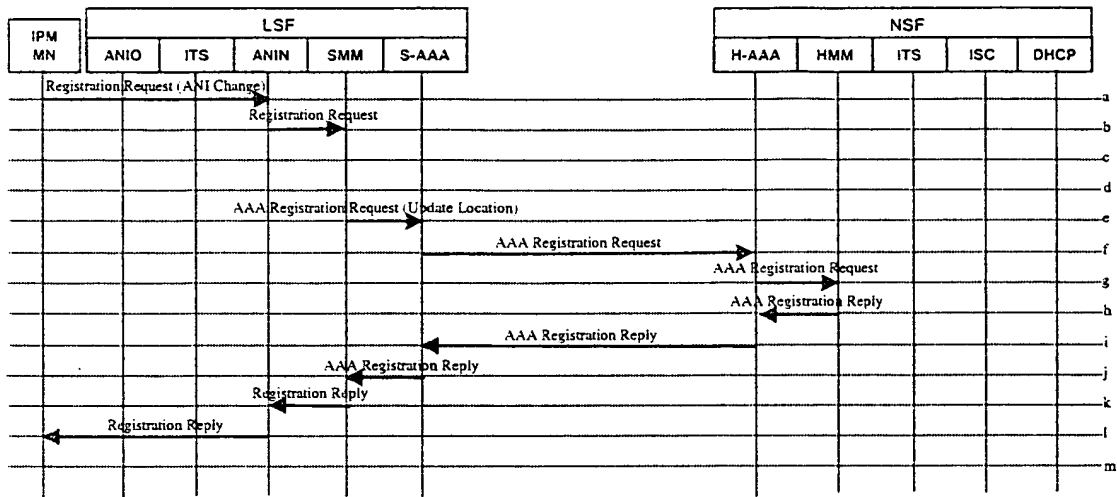 IPM
MN
LSF
ANIO ITS ANIN SMM S-AAA
NSF
H-AAA HMM ITS ISC DHCP
Registration Request (ANI Change)
a
Registration Request
b
c
d
AAA Registration Request (Update Location)
e
AAA Registration Request
f
AAA Registration Request
g
AAA Registration Reply
h
AAA Registration Reply
i
AAA Registration Reply
j
Registration Reply
k
Registration Reply
l
m